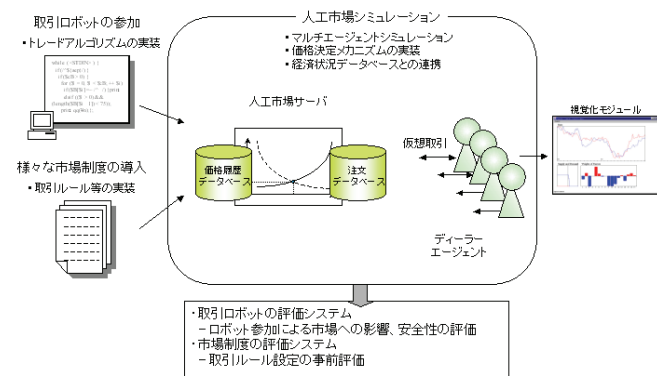 取引ロボットの参加
・トレードアルゴリズムの実装
様々な市場制度の導入
・取引ルール等の実装
人工市場シミュレーション
・マルチエージェントシミュレーション
・価格決定メカニズムの実装
・経済状況データベースとの連携
人工市場サーバ
価格履歴
データベース
注文
データベース
仮想取引
ディーラー
エージェント
視覚化モジュール
・取引ロボットの評価システム
－ロボット参加による市場への影響、安全性の評価
・市場制度の評価システム
－取引ルール設定の事前評価